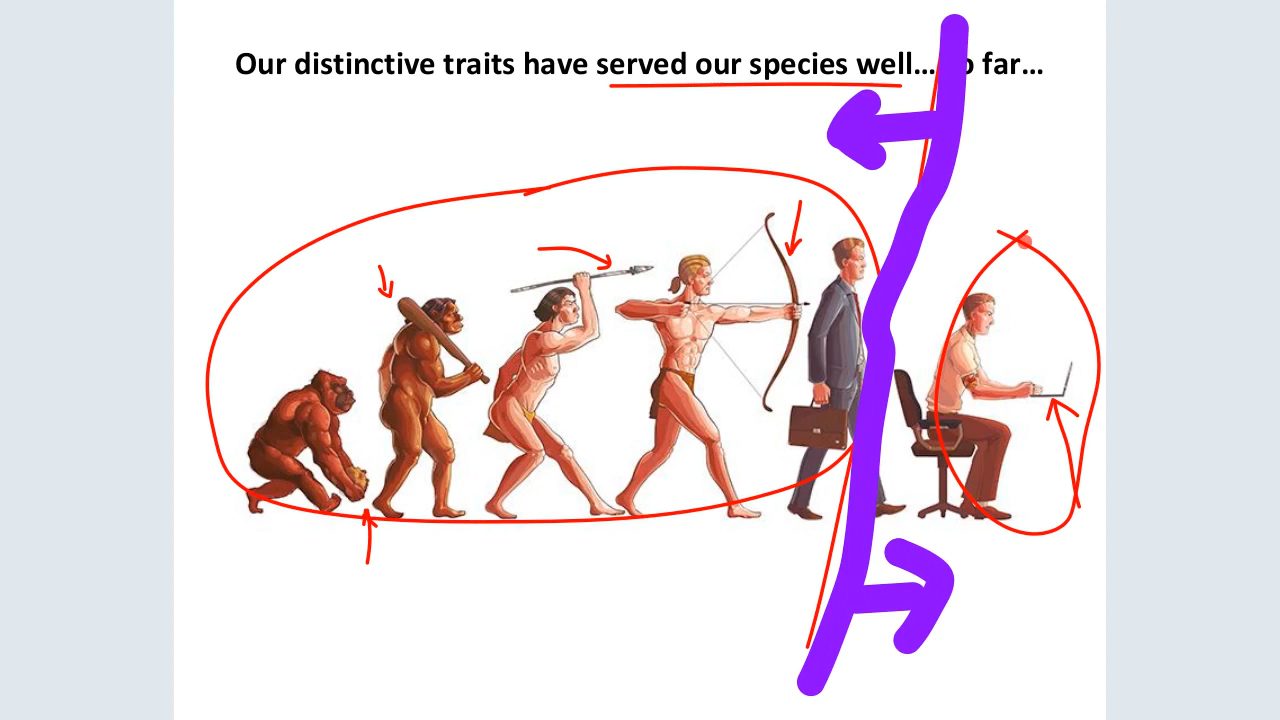 Our distinctive traits have served our species well... far...